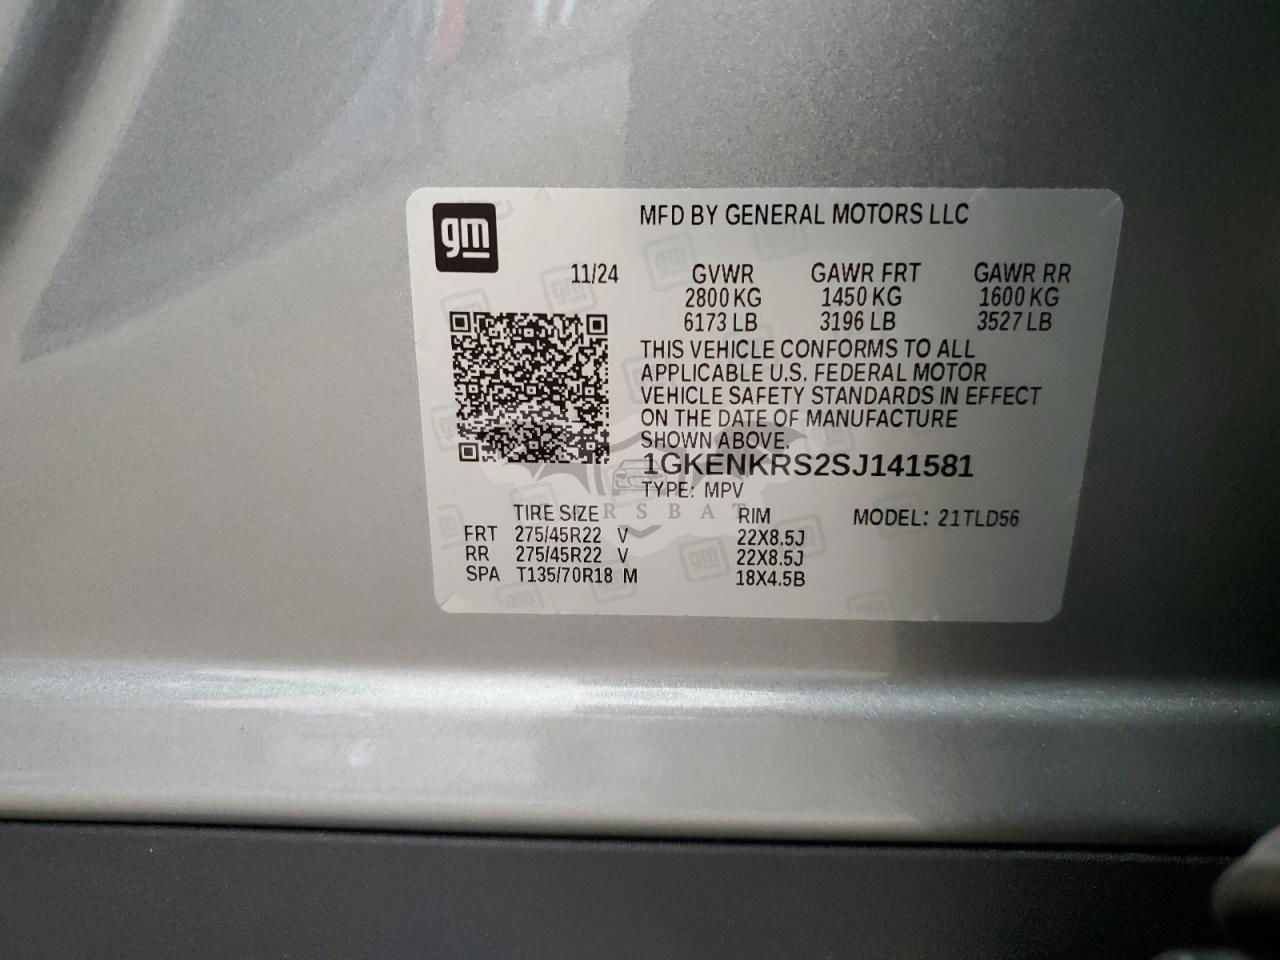 gm
MFD BY GENERAL MOTORS LLC
11/24 GVWR GAWR FRT GAWR RR
2800 KG 1450 KG 1600 KG
6173 LB 3196 LB 3527 LB
THIS VEHICLE CONFORMS TO ALL
APPLICABLE U.S. FEDERAL MOTOR
VEHICLE SAFETY STANDARDS IN EFFECT
ON THE DATE OF MANUFACTURE
SHOWN ABOVE.
1GKENKRS2SJ141581
TYPE: MPV
TIRE SIZE RIM MODEL: 21TLD56
FRT 275/45R22 V 22X8.5J
RR 275/45R22 V 22X8.5J
SPA T135/70R18 M 18X4.5B